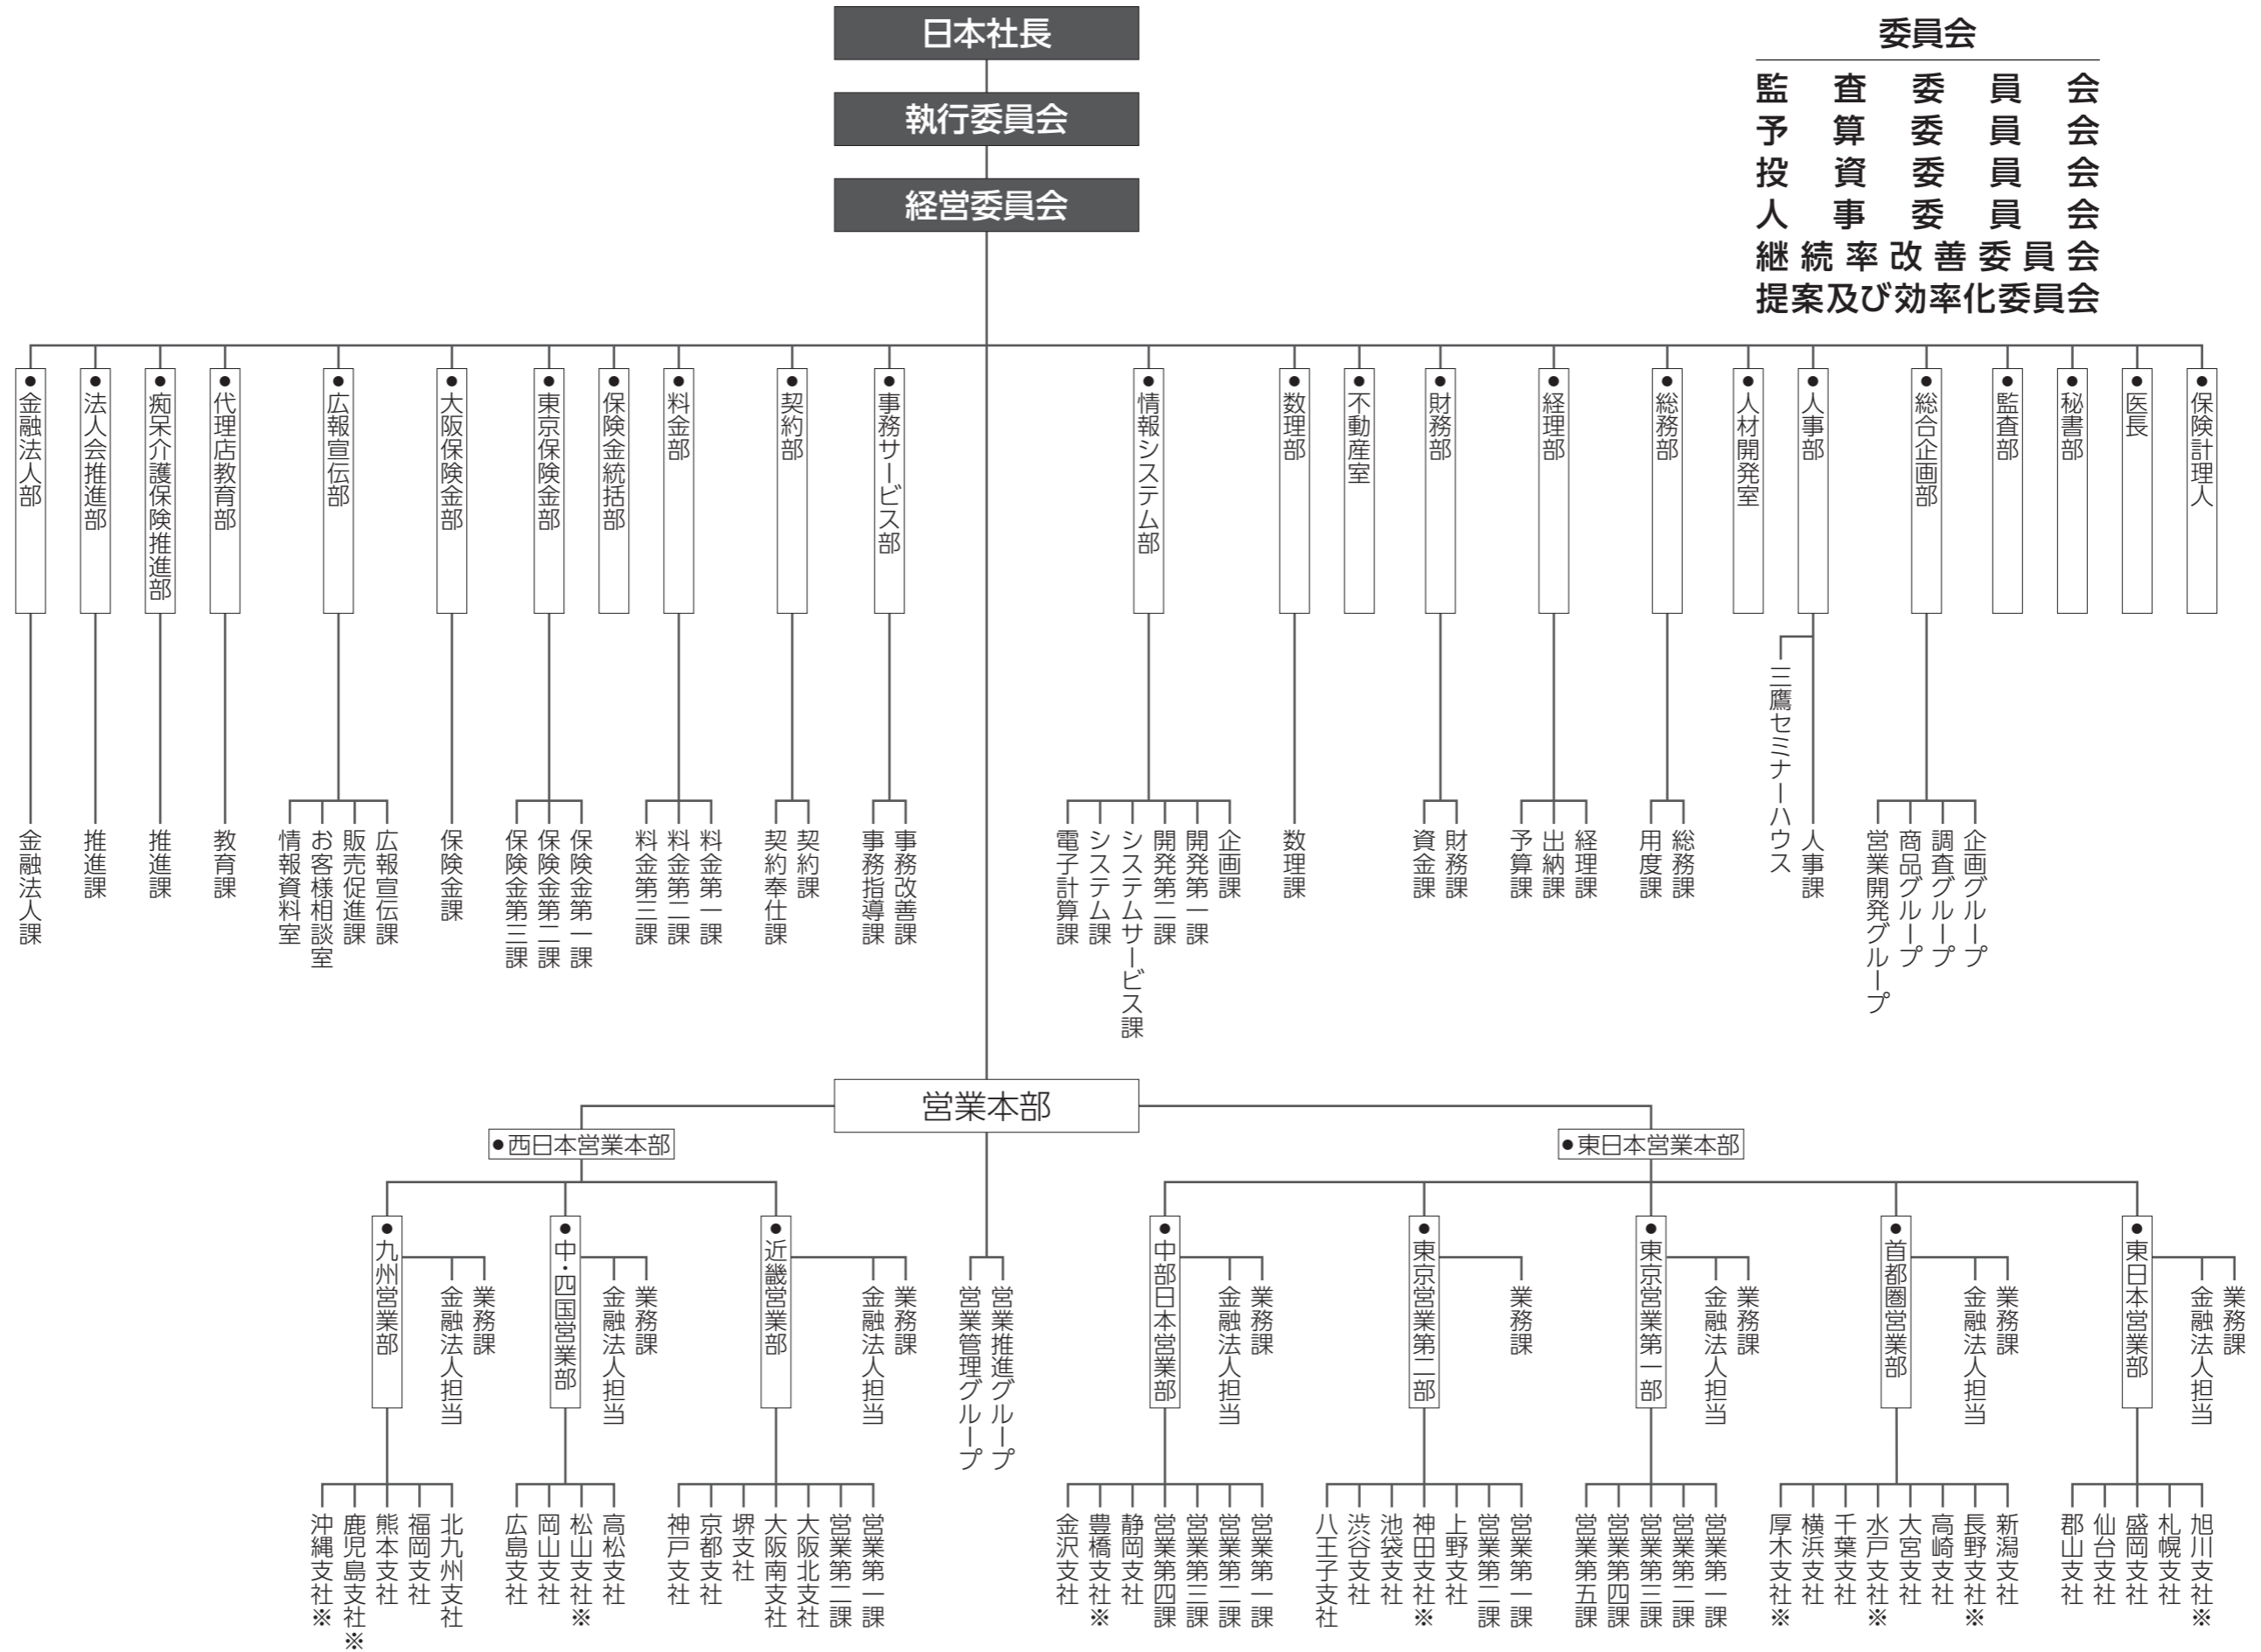 日本社長
執行委員会
経営委員会
委員会
監査委員会
予算委員会
投資委員会
人事委員会
継続率改善委員会
提案及び効率化委員会
●保険計理人
●医長
●秘書部
●監査部
●総合企画部
●人事部
●人材開発室
●総務部
●経理部
●財務部
●不動産室
●数理部
●情報システム部
●事務サービス部
●契約部
●料金部
●保険金統括部
●東京保険金部
●大阪保険金部
●広報宣伝部
●代理店教育部
●痴呆介護保険推進部
●法人会推進部
●金融法人部
企画グループ
調査グループ
商品グループ
営業開発グループ
人事課
三鷹セミナーハウス
総務課
用度課
経理課
出納課
予算課
財務課
資金課
数理課
企画課
開発第一課
開発第二課
システムサービス課
システム課
電子計算課
事務改善課
事務指導課
契約課
契約奉仕課
料金第一課
料金第二課
料金第三課
保険金第一課
保険金第二課
保険金第三課
保険金課
広報宣伝課
販売促進課
お客様相談室
情報資料室
教育課
推進課
推進課
金融法人課
営業本部
●東日本営業本部
●西日本営業本部
●東日本営業部
業務課
金融法人担当
●首都圏営業部
業務課
金融法人担当
●東京営業第一部
業務課
金融法人担当
●東京営業第二部
業務課
●中部日本営業部
業務課
金融法人担当
営業推進グループ
営業管理グループ
●近畿営業部
業務課
金融法人担当
●中・四国営業部
業務課
金融法人担当
●九州営業部
業務課
金融法人担当
旭川支社※
札幌支社
盛岡支社
仙台支社
郡山支社
新潟支社
長野支社※
高崎支社
大宮支社
水戸支社※
千葉支社
横浜支社
厚木支社※
営業第一課
営業第二課
営業第三課
営業第四課
営業第五課
営業第一課
営業第二課
上野支社
神田支社※
池袋支社
渋谷支社
八王子支社
営業第一課
営業第二課
営業第三課
営業第四課
静岡支社
豊橋支社※
金沢支社
営業第一課
営業第二課
大阪北支社
大阪南支社
堺支社
京都支社
神戸支社
高松支社
松山支社※
岡山支社
広島支社
北九州支社
福岡支社
熊本支社
鹿児島支社※
沖縄支社※